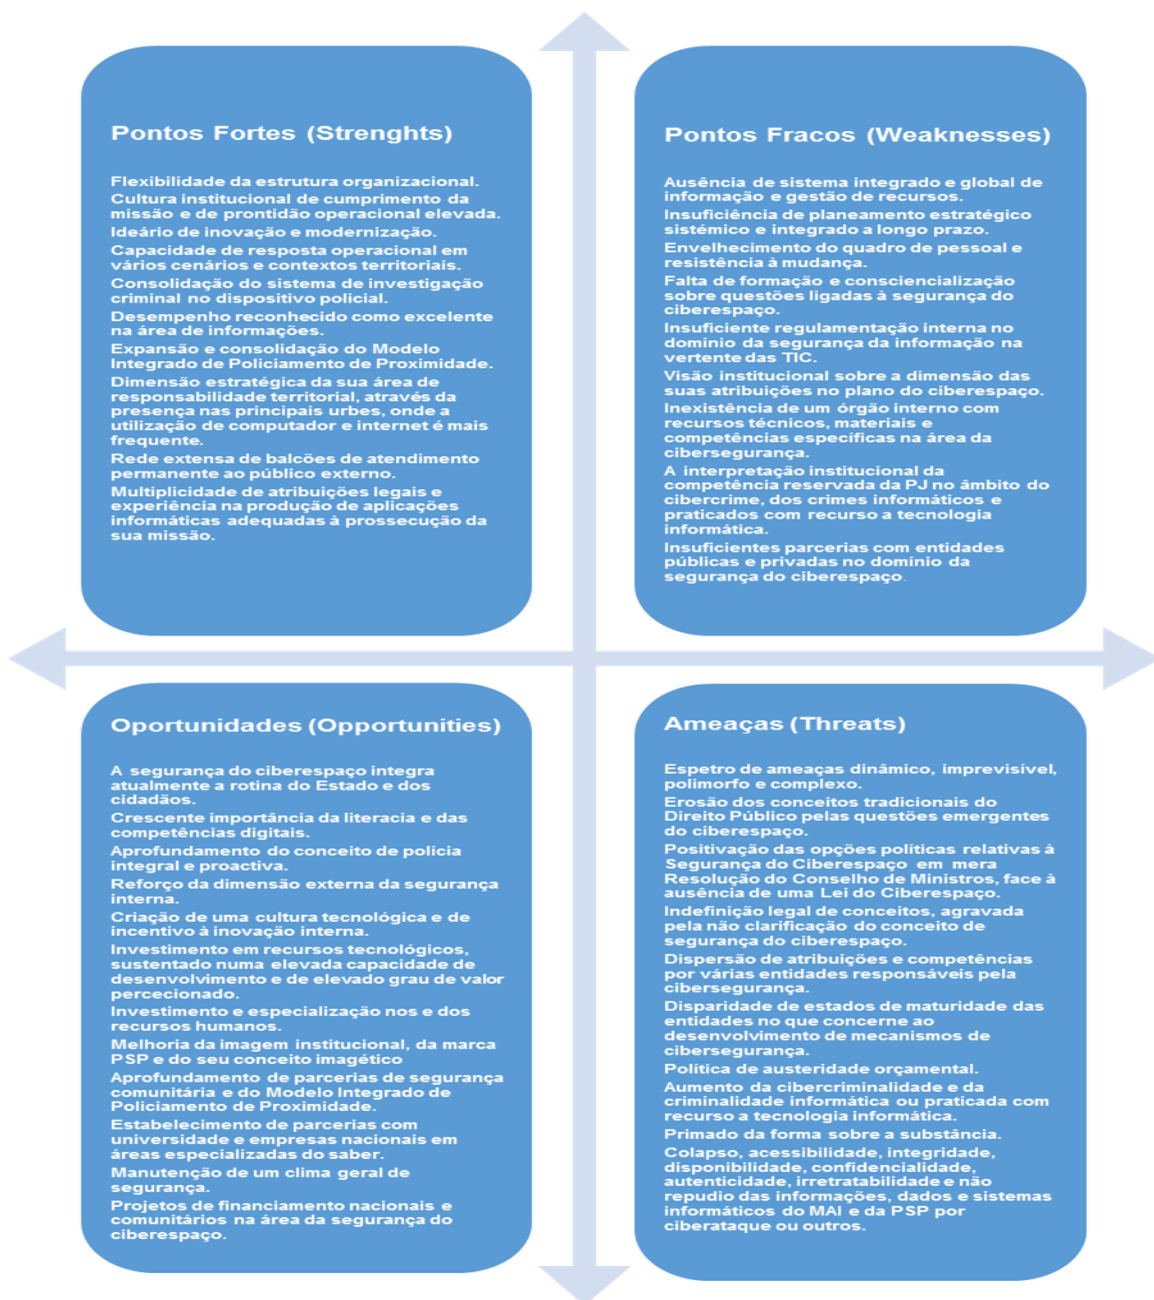 Pontos Fortes (Strenghts)
Flexibilidade da estrutura organizacional.
Cultura institucional de cumprimento da
missão e de prontidão operacional elevada.
Ideário de inovação e modernização.
Capacidade de resposta operacional em
vários cenários e contextos territoriais.
Consolidação do sistema de investigação
criminal no dispositivo policial.
Desempenho reconhecido como excelente
na área de informações.
Expansão e consolidação do Modelo
Integrado de Policiamento de Proximidade.
Dimensão estratégica da sua área de
responsabilidade territorial, através da
presença nas principais urbes, onde a
utilização de computador e internet é mais
frequente.
Rede extensa de balcões de atendimento
permanente ao público externo.
Multiplicidade de atribuições legais e
experiência na produção de aplicações
informáticas adequadas à prossecução da
sua missão.
Pontos Fracos (Weaknesses)
Ausência de sistema integrado e global de
informação e gestão de recursos.
Insuficiência de planeamento estratégico
sistémico e integrado a longo prazo.
Envelhecimento do quadro de pessoal e
resistência à mudança.
Falta de formação e consciencialização
sobre questões ligadas à segurança do
ciberespaço.
Insuficiente regulamentação interna no
domínio da segurança da informação na
vertente das TIC.
Visão institucional sobre a dimensão das
suas atribuições no plano do ciberespaço.
Inexistência de um órgão interno com
recursos técnicos, materiais e
competências específicas na área da
cibersegurança.
A interpretação institucional da
competência reservada da PJ no âmbito do
cibercrime, dos crimes informáticos e
praticados com recurso a tecnologia
informática.
Insuficientes parcerias com entidades
públicas e privadas no domínio da
segurança do ciberespaço.
Oportunidades (Opportunities)
A segurança do ciberespaço integra
atualmente a rotina do Estado e dos
cidadãos.
Crescente importância da literacia e das
competências digitais.
Aprofundamento do conceito de polícia
integral e proactiva.
Reforço da dimensão externa da segurança
interna.
Criação de uma cultura tecnológica e de
incentivo à inovação interna.
Investimento em recursos tecnológicos,
sustentado numa elevada capacidade de
desenvolvimento e de elevado grau de valor
percecionado.
Investimento e especialização nos e dos
recursos humanos.
Melhoria da imagem institucional, da marca
PSP e do seu conceito imagético
Aprofundamento de parcerias de segurança
comunitária e do Modelo Integrado de
Policiamento de Proximidade.
Estabelecimento de parcerias com
universidade e empresas nacionais em
áreas especializadas do saber.
Manutenção de um clima geral de
segurança.
Projetos de financiamento nacionais e
comunitários na área da segurança do
ciberespaço.
Ameaças (Threats)
Espetro de ameaças dinâmico, imprevisível,
polimorfo e complexo.
Erosão dos conceitos tradicionais do
Direito Público pelas questões emergentes
do ciberespaço.
Positivação das opções políticas relativas à
Segurança do Ciberespaço em mera
Resolução do Conselho de Ministros, face à
ausência de uma Lei do Ciberespaço.
Indefinição legal de conceitos, agravada
pela não clarificação do conceito de
segurança do ciberespaço.
Dispersão de atribuições e competências
por várias entidades responsáveis pela
cibersegurança.
Disparidade de estados de maturidade das
entidades no que concerne ao
desenvolvimento de mecanismos de
cibersegurança.
Política de austeridade orçamental.
Aumento da cibercriminalidade e da
criminalidade informática ou praticada com
recurso a tecnologia informática.
Primado da forma sobre a substância.
Colapso, acessibilidade, integridade,
disponibilidade, confidencialidade,
autenticidade, irretratabilidade e não
repudio das informações, dados e sistemas
informáticos do MAI e da PSP por
ciberataque ou outros.